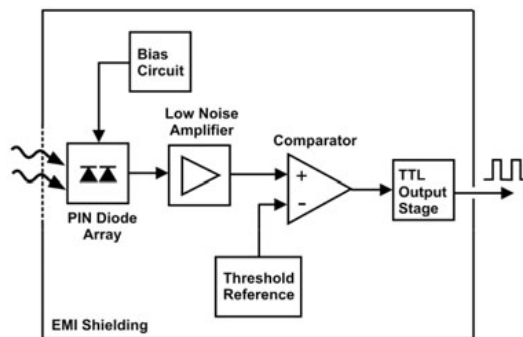 Bias
Circuit
Low Noise
Amplifier
Comparator
+
-
TTL
Output
Stage
PIN Diode
Array
Threshold
Reference
EMI Shielding